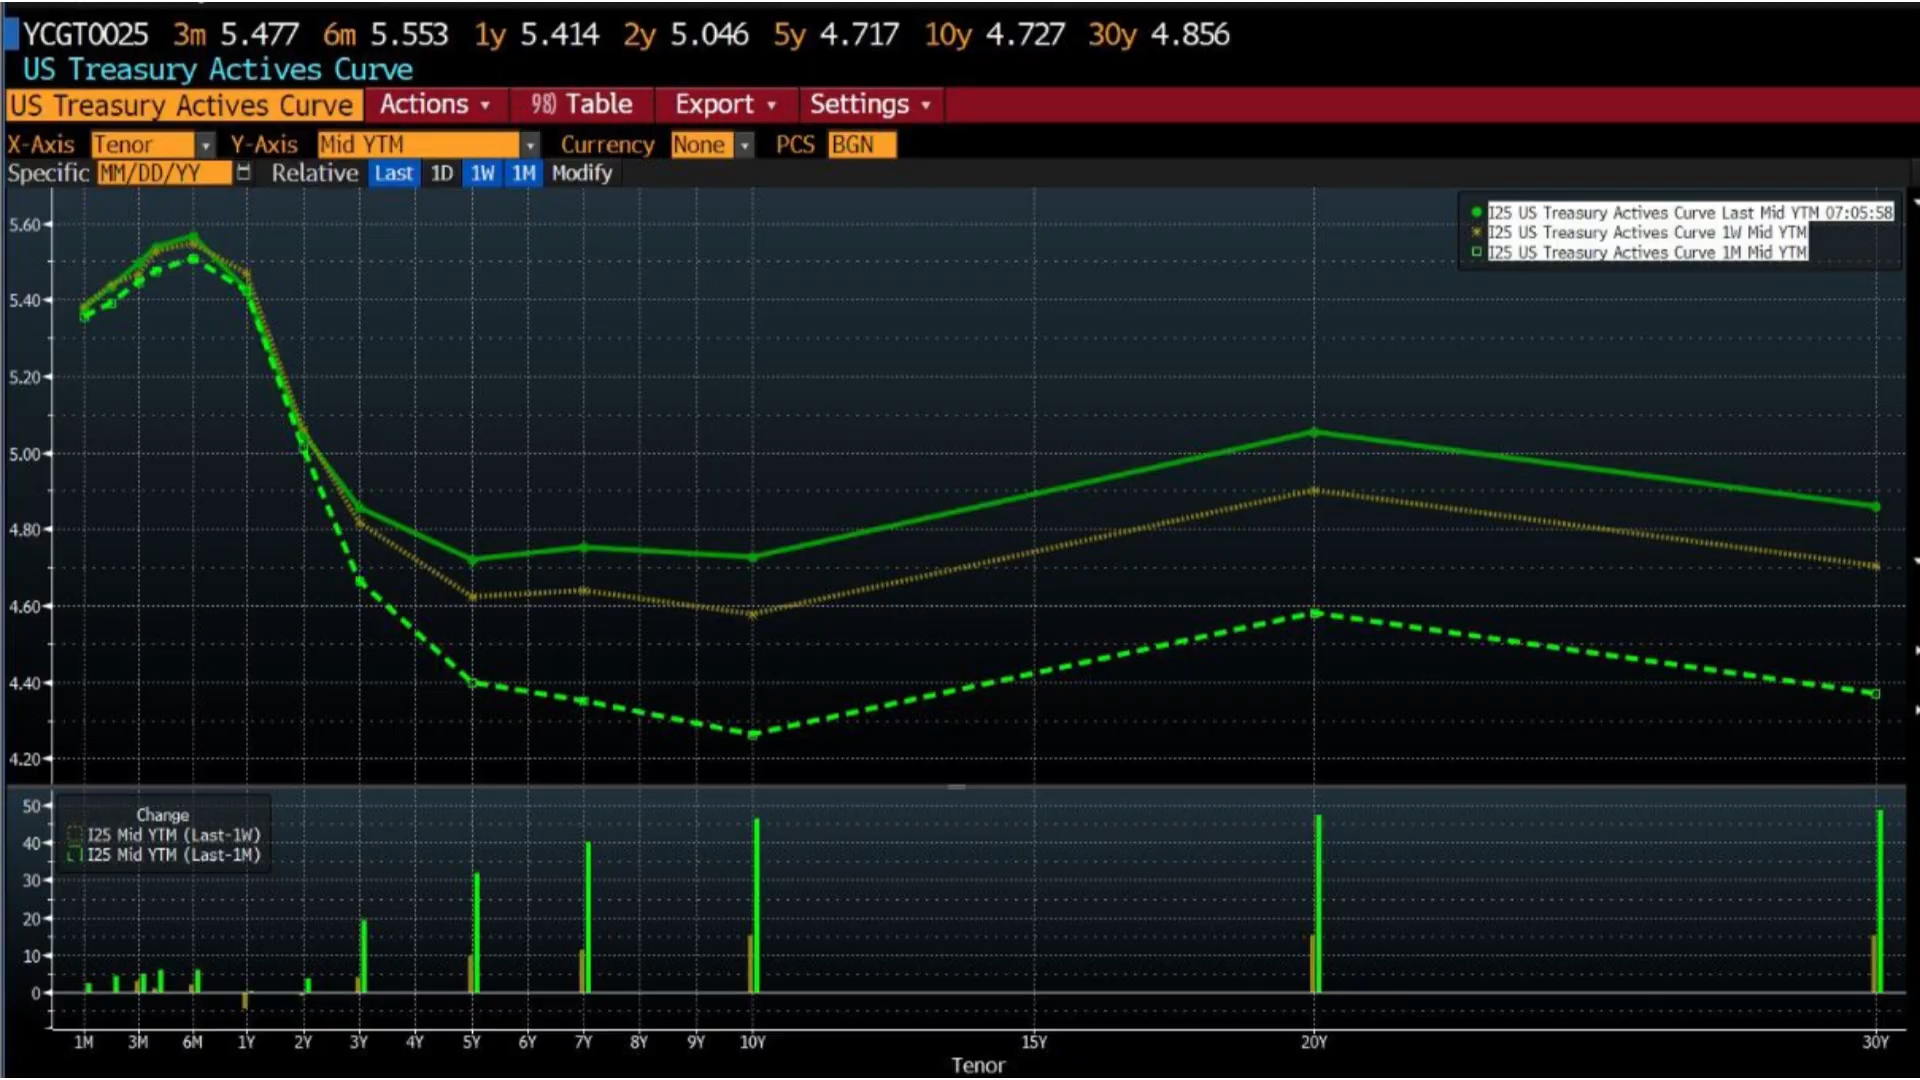 YCGT0025 3m 5.477 6m 5.553 1y 5.414 2y 5.046 5y 4.717 10y 4.727 30y 4.856
US Treasury Actives Curve
US Treasury Actives Curve Actions 98) Table Export Settings
X-Axis Tenor Y-Axis Mid YTM Currency None PCS BGN
Specific MM/DD/YY Relative Last 1D 1W 1M Modify
I25 US Treasury Actives Curve Last Mid YTM 07:05:58
I25 US Treasury Actives Curve 1W Mid YTM
I25 US Treasury Actives Curve 1M Mid YTM
5.60
5.40
5.20
5.00
4.80
4.60
4.40
4.20
Change
I25 Mid YTM (Last-1W)
I25 Mid YTM (Last-1M)
50
40
30
20
10
0
1M 3M 6M 1Y 2Y 3Y 4Y 5Y 6Y 7Y 8Y 9Y 10Y 15Y 20Y 30Y
Tenor